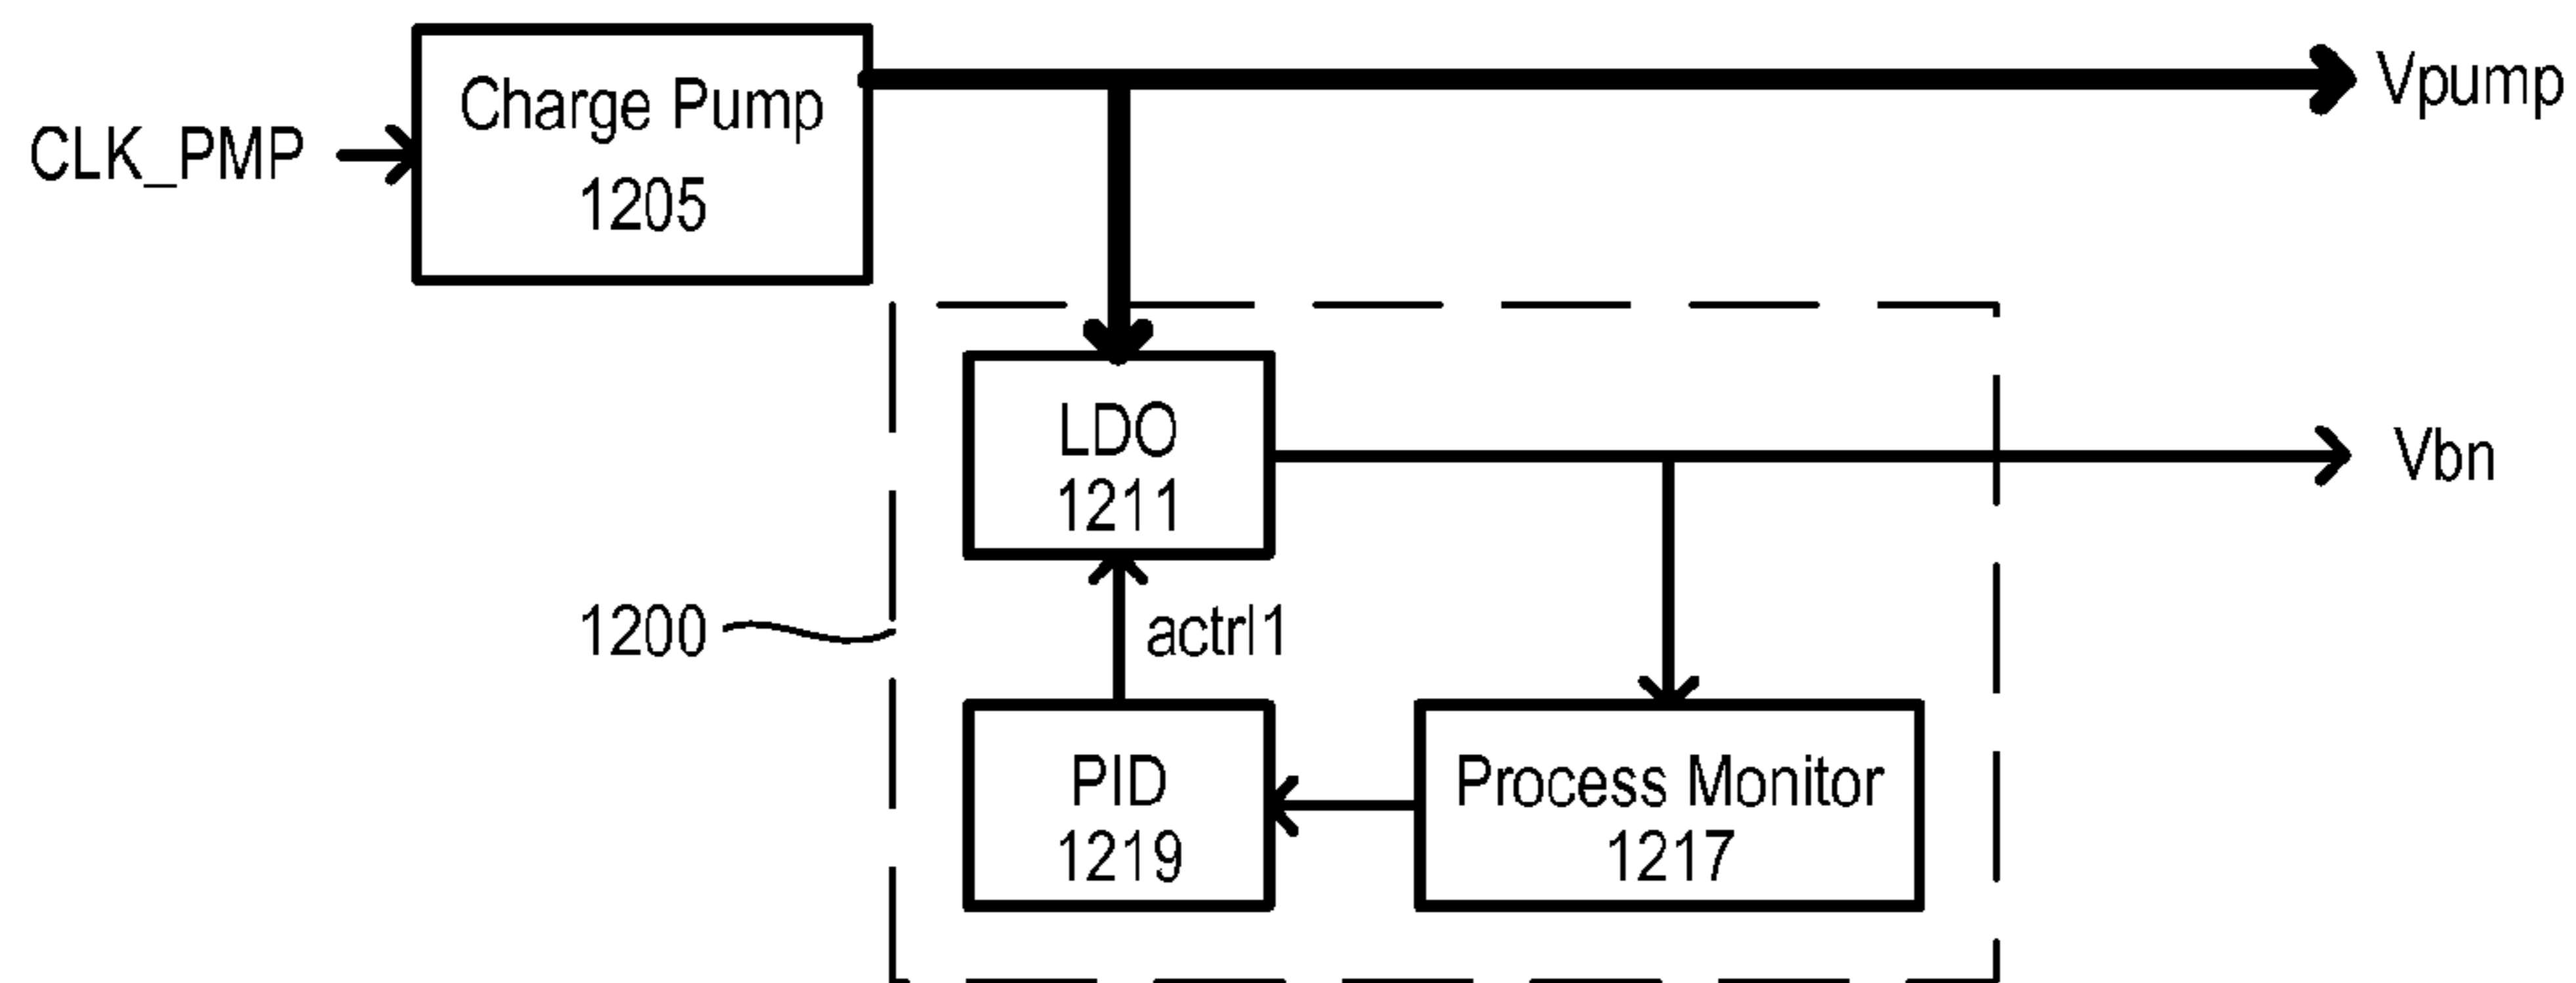 CLK_PMP
Charge Pump
1205
Vpump
LDO
1211
Vbn
1200
actrl1
PID
1219
Process Monitor
1217